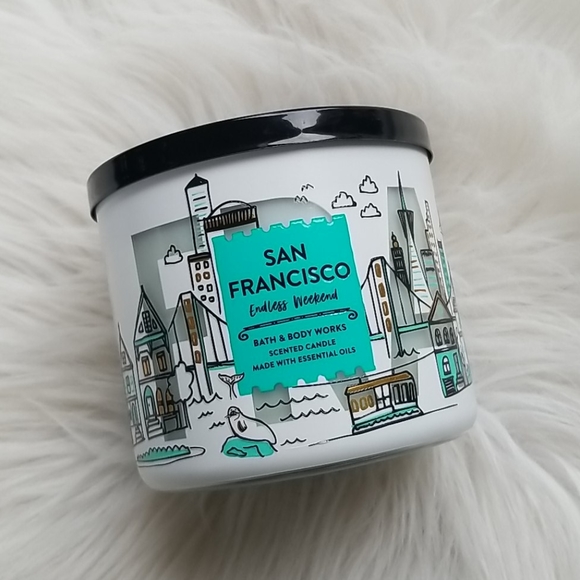 SAN
FRANCISCO
Endless Weekend
BATH & BODY WORKS
SCENTED CANDLE
MADE WITH ESSENTIAL OILS